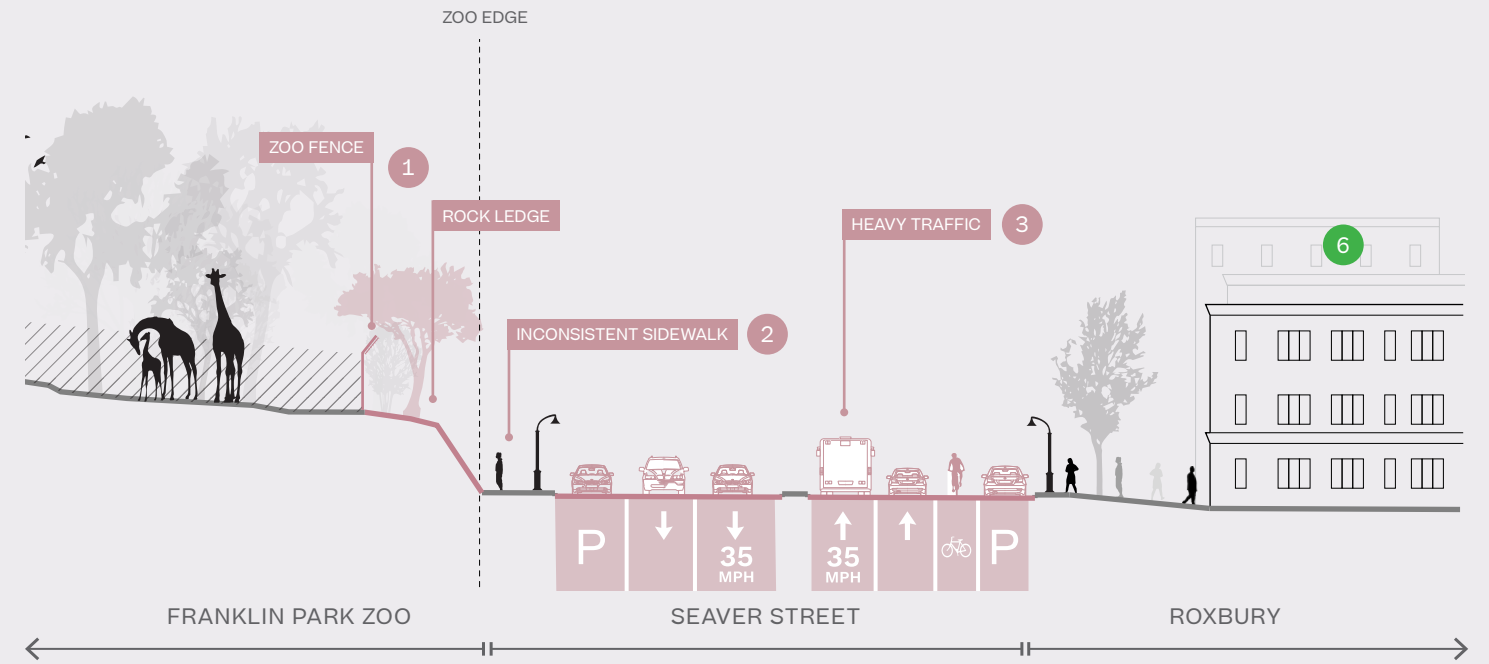 ZOO EDGE
ZOO FENCE
1
ROCK LEDGE
HEAVY TRAFFIC
3
6
INCONSISTENT SIDEWALK
2
P
35
MPH
35
MPH
P
FRANKLIN PARK ZOO
SEAVER STREET
ROXBURY